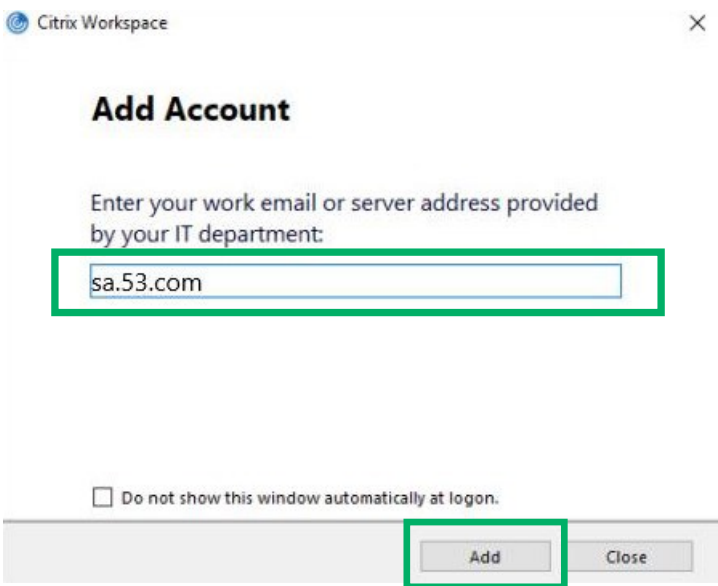 Citrix Workspace
Add Account
Enter your work email or server address provided
by your IT department:
sa.53.com
Do not show this window automatically at logon.
Add Close